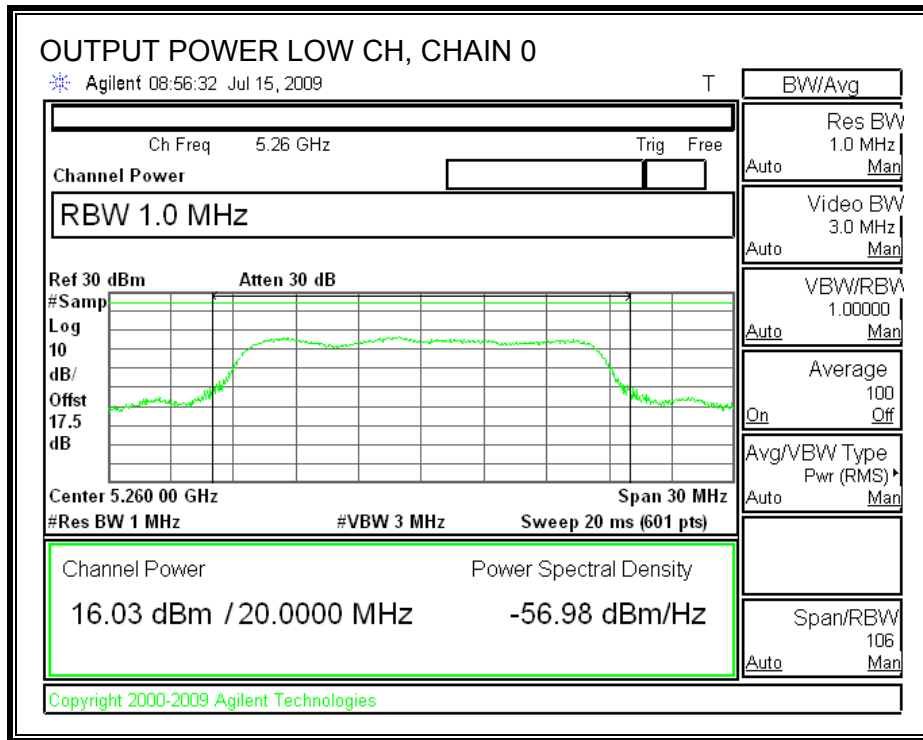 OUTPUT POWER LOW CH, CHAIN 0
Agilent 08:56:32 Jul 15, 2009 T
Ch Freq 5.26 GHz Trig Free
Channel Power
RBW 1.0 MHz
Ref 30 dBm Atten 30 dB
#Samp
Log
10
dB/
Offst
17.5
dB
Center 5.260 00 GHz Span 30 MHz
#Res BW 1 MHz #VBW 3 MHz Sweep 20 ms (601 pts)
Channel Power Power Spectral Density
16.03 dBm / 20.0000 MHz -56.98 dBm/Hz
Copyright 2000-2009 Agilent Technologies
BW/Avg
Res BW
1.0 MHz
Auto Man
Video BW
3.0 MHz
Auto Man
VBW/RBW
1.00000
Auto Man
Average
100
On Off
Avg/VBW Type
Pwr (RMS)
Auto Man
Span/RBW
106
Auto Man